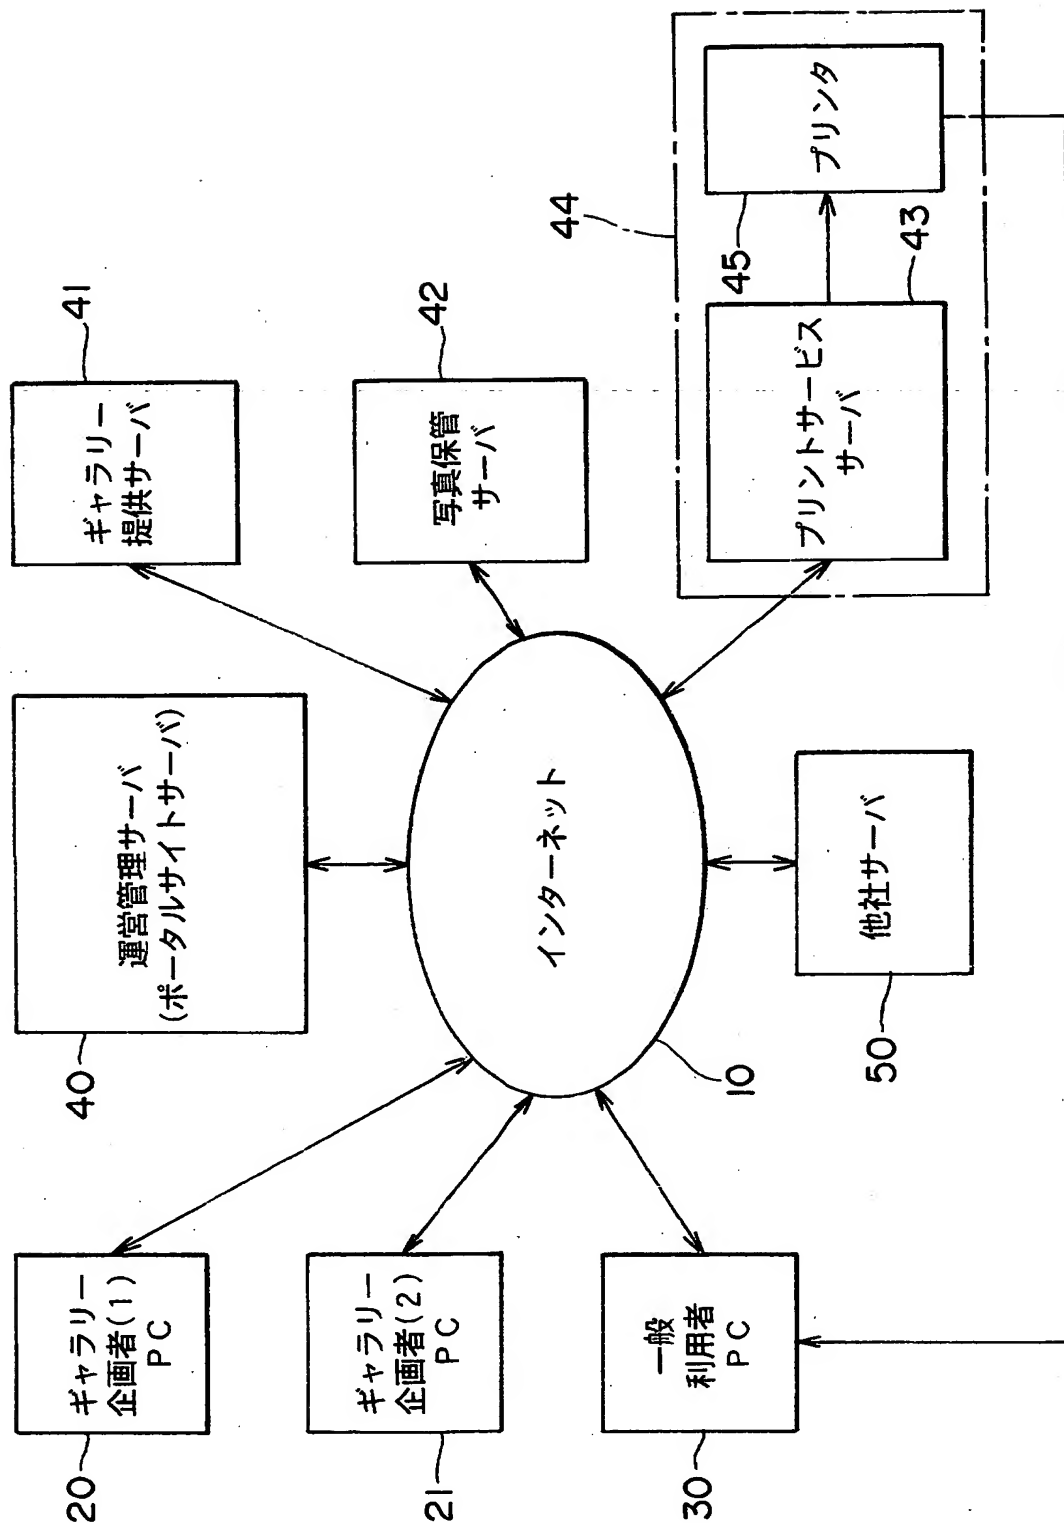 20
ギャラリー
企画者(1)
PC
40
運営管理サーバ
(ポータルサイトサーバ)
41
ギャラリー
提供サーバ
21
ギャラリー
企画者(2)
PC
42
写真保管
サーバ
インターネット
10
30
一般
利用者
PC
50
他社サーバ
44
プリントサービス
サーバ
43
45
プリンタ